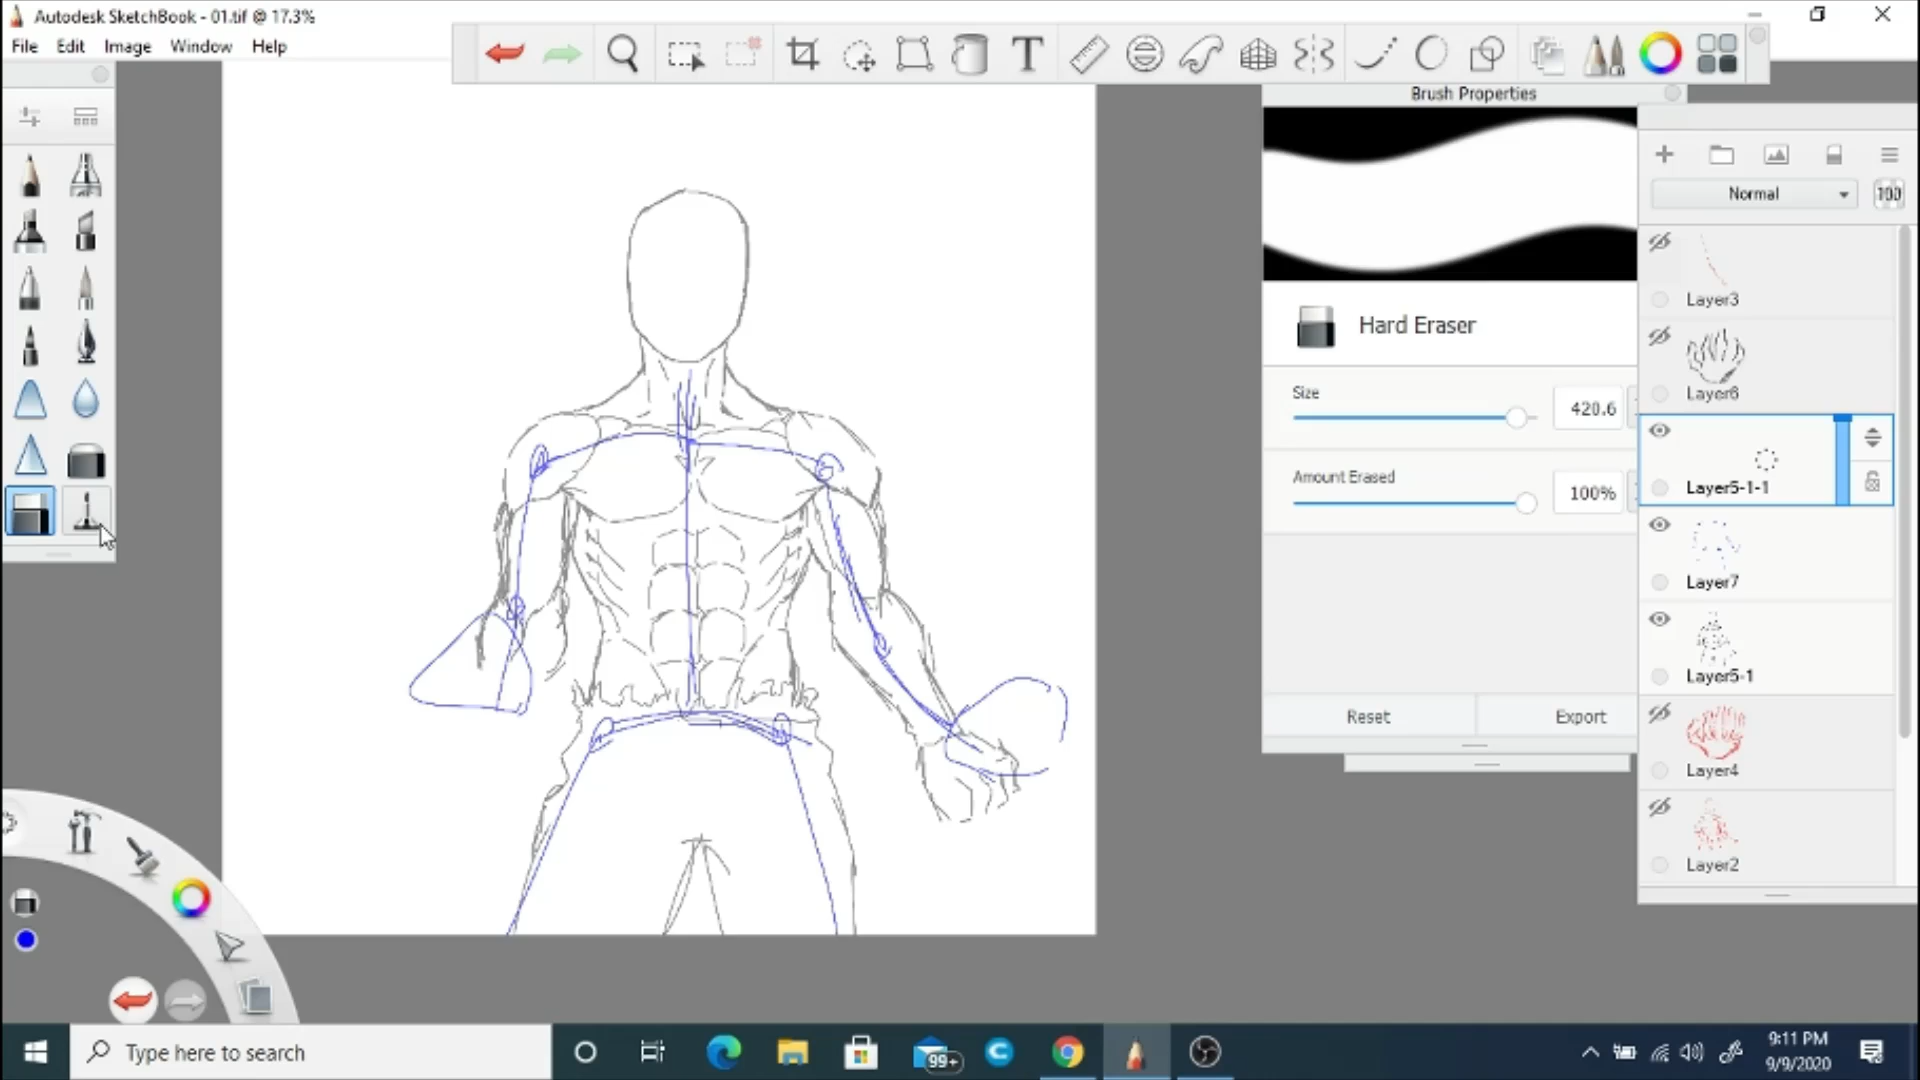 Autodesk SketchBook - 01.tif @ 17.3%
File Edit Image Window Help
T
Brush Properties
Normal 100
Layer3
Hard Eraser
Layer6
Size
420.6
Amount Erased
100%
Layer5-1-1
Layer7
Layer5-1
Reset Export
Layer4
Layer2
Type here to search
99+
9:11 PM
9/9/2020